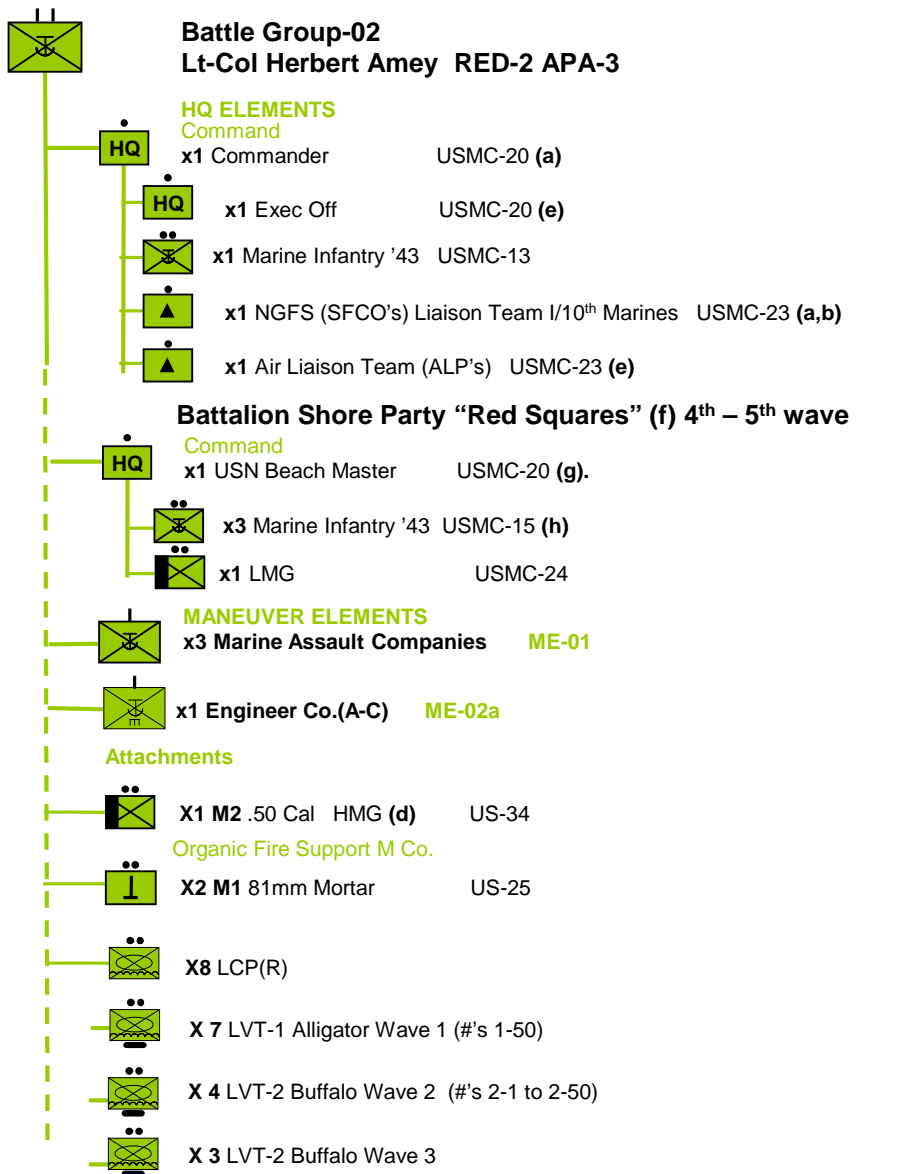 Battle Group-02
Lt-Col Herbert Amey RED-2 APA-3
HQ ELEMENTS
Command
HQ
x1 Commander USMC-20 (a)
HQ
x1 Exec Off USMC-20 (e)
x1 Marine Infantry '43 USMC-13
x1 NGFS (SFCO's) Liaison Team I/10th Marines USMC-23 (a,b)
x1 Air Liaison Team (ALP's) USMC-23 (e)
Battalion Shore Party “Red Squares” (f) 4th – 5th wave
Command
HQ
x1 USN Beach Master USMC-20 (g).
x3 Marine Infantry '43 USMC-15 (h)
x1 LMG USMC-24
MANEUVER ELEMENTS
x3 Marine Assault Companies ME-01
E
x1 Engineer Co.(A-C) ME-02a
Attachments
X1 M2 .50 Cal HMG (d) US-34
Organic Fire Support M Co.
X2 M1 81mm Mortar US-25
X8 LCP(R)
X 7 LVT-1 Alligator Wave 1 (#'s 1-50)
X 4 LVT-2 Buffalo Wave 2 (#'s 2-1 to 2-50)
X 3 LVT-2 Buffalo Wave 3